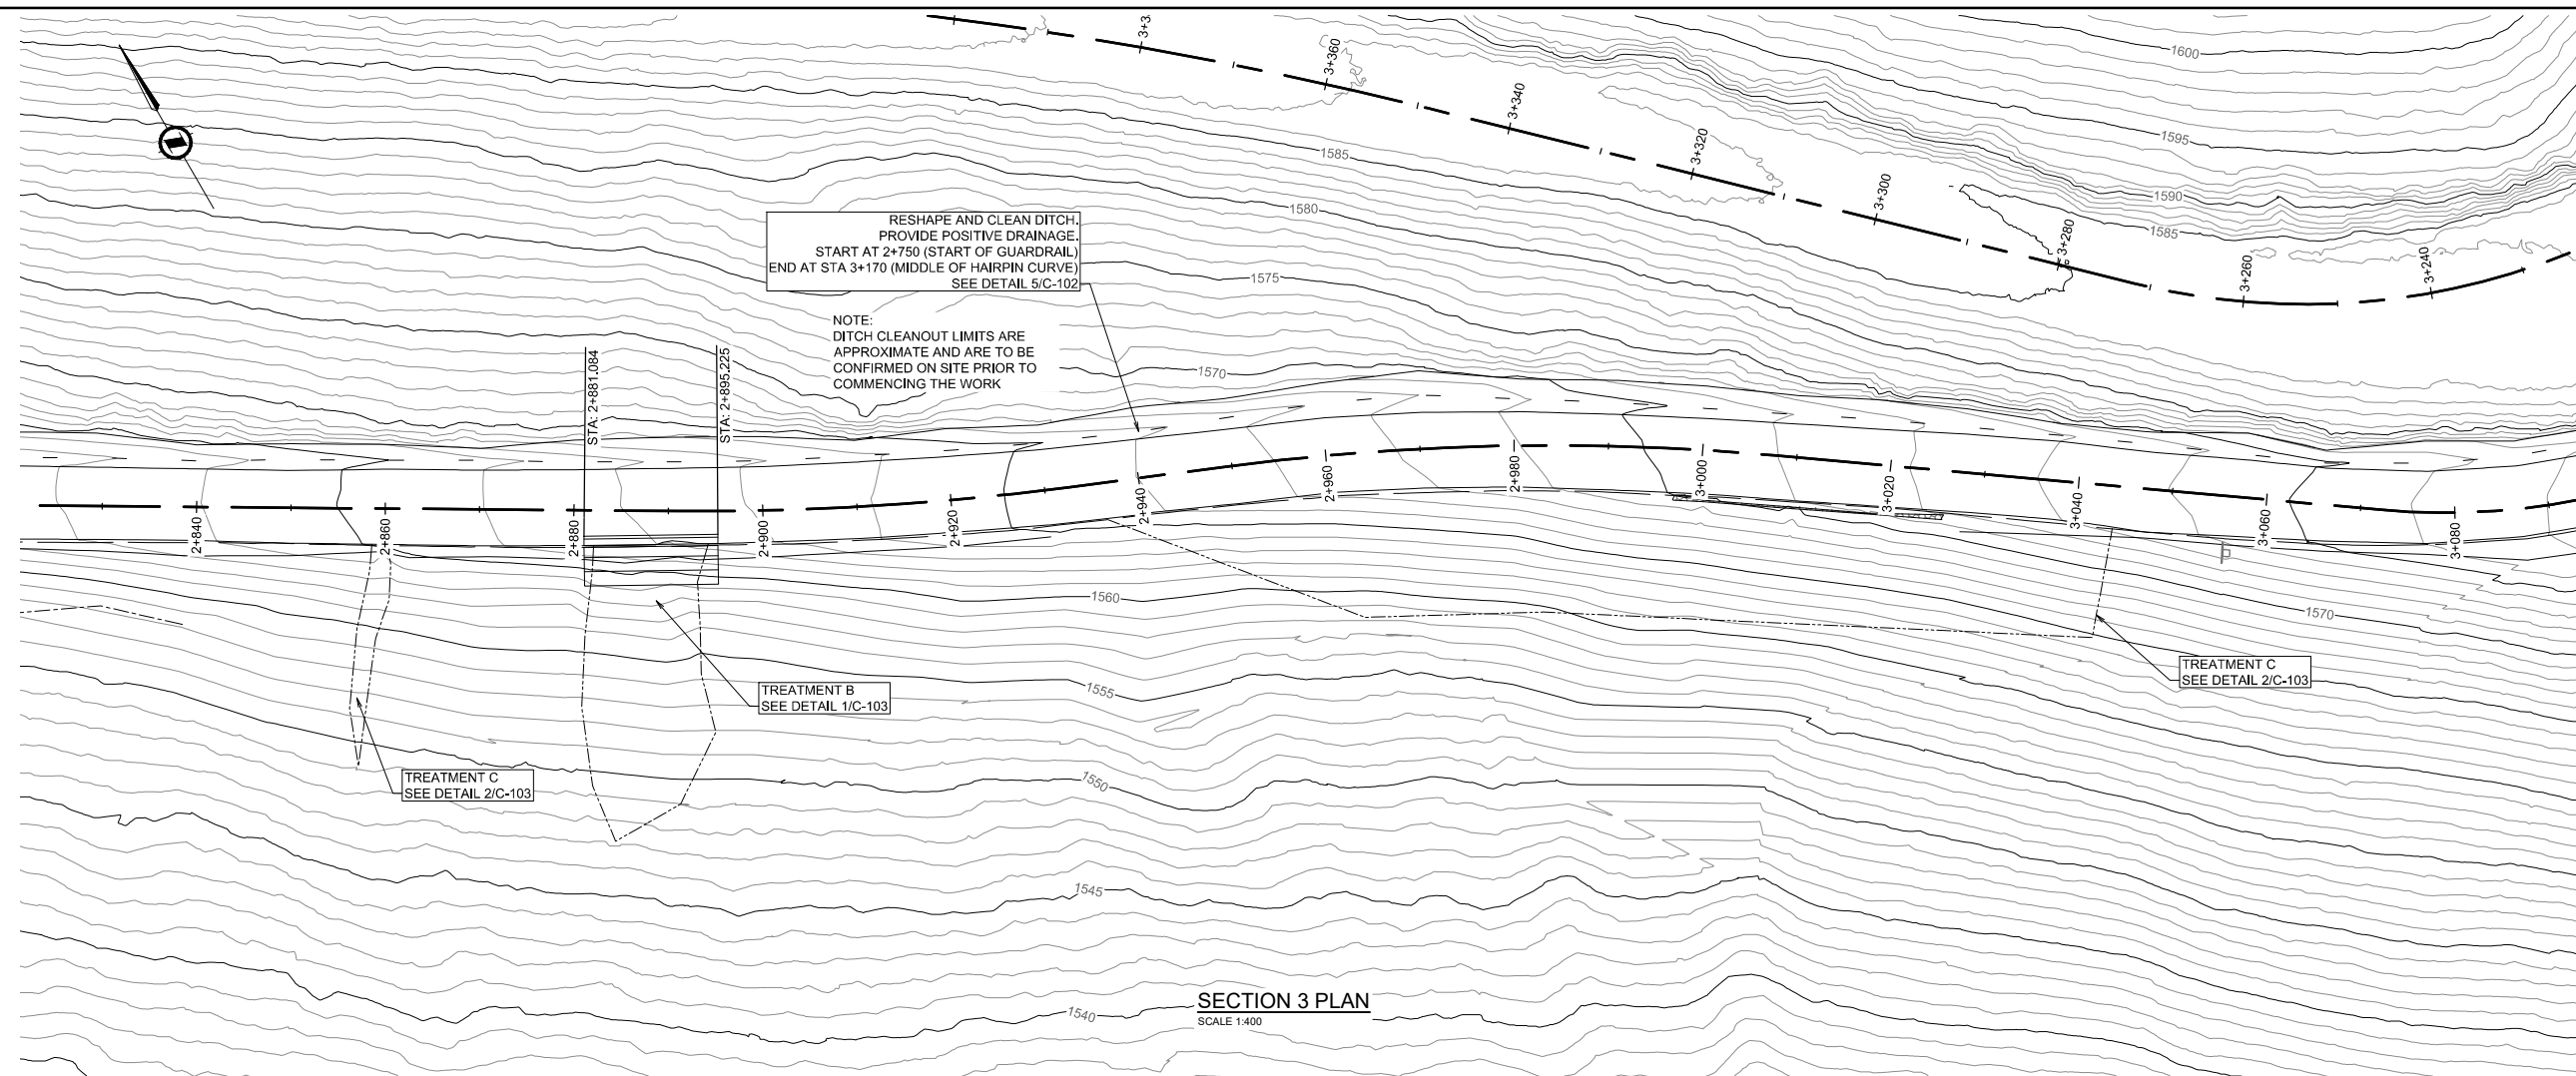 3+3
3+360
3+340
3+320
3+300
3+280
3+260
3+240
1600
1595
1590
1585
1585
1580
1575
1570
RESHAPE AND CLEAN DITCH.
PROVIDE POSITIVE DRAINAGE.
START AT 2+750 (START OF GUARDRAIL)
END AT STA 3+170 (MIDDLE OF HAIRPIN CURVE)
SEE DETAIL 5/C-102
NOTE:
DITCH CLEANOUT LIMITS ARE
APPROXIMATE AND ARE TO BE
CONFIRMED ON SITE PRIOR TO
COMMENCING THE WORK
STA: 2+881.084
STA: 2+895.225
2+840
2+860
2+880
2+900
2+920
2+940
2+960
2+980
3+000
3+020
3+040
3+060
3+080
1560
1570
TREATMENT C
SEE DETAIL 2/C-103
TREATMENT B
SEE DETAIL 1/C-103
1555
TREATMENT C
SEE DETAIL 2/C-103
1550
1545
1540
SECTION 3 PLAN
SCALE 1:400